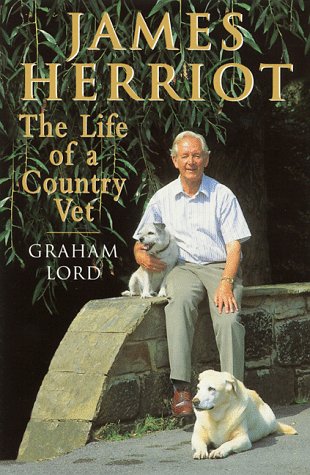 JAMES
HERRIOT
The Life
of a
Country
Vet
GRAHAM
LORD